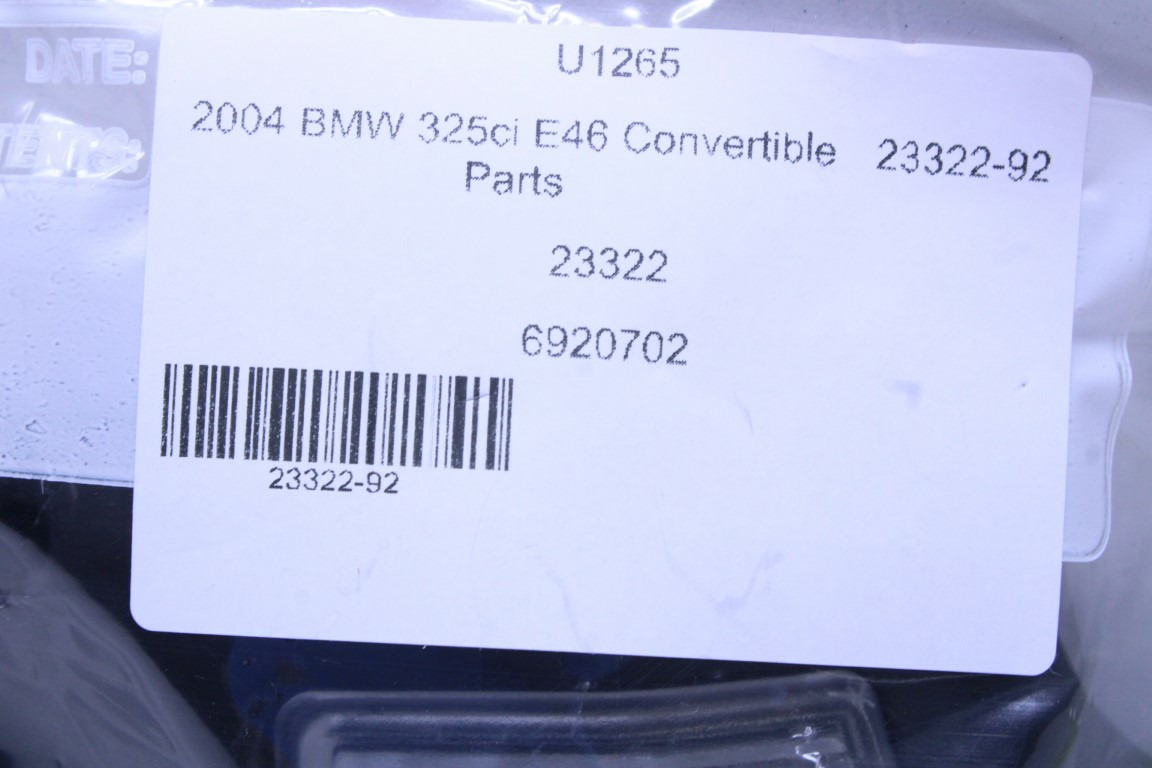 DATE:
U1265
2004 BMW 325ci E46 Convertible 23322-92
Parts
23322
6920702
23322-92